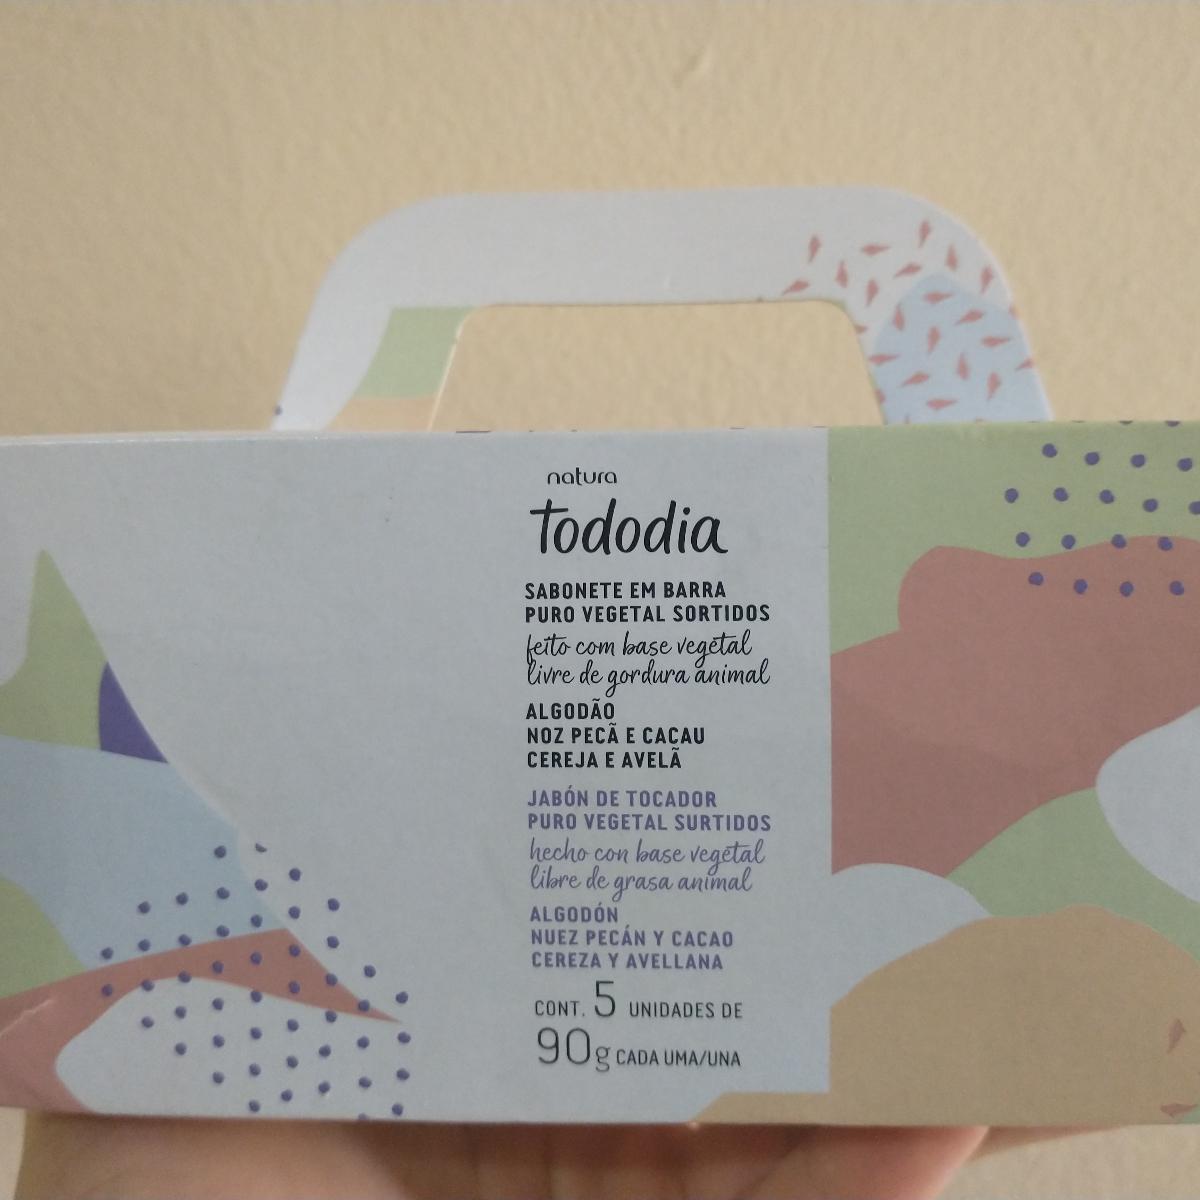 natura
Tododia
SABONETE EM BARRA
PURO VEGETAL SORTIDOS
feito com base vegetal
livre de gordura animal
ALGODÃO
NOZ PECÃ E CACAU
CEREJA E AVELÃ
JABÓN DE TOCADOR
PURO VEGETAL SURTIDOS
hecho con base vegetal
libre de grasa animal
ALGODÓN
NUEZ PECÁN Y CACAO
CEREZA Y AVELLANA
CONT. 5 UNIDADES DE
90g CADA UMA/UNA